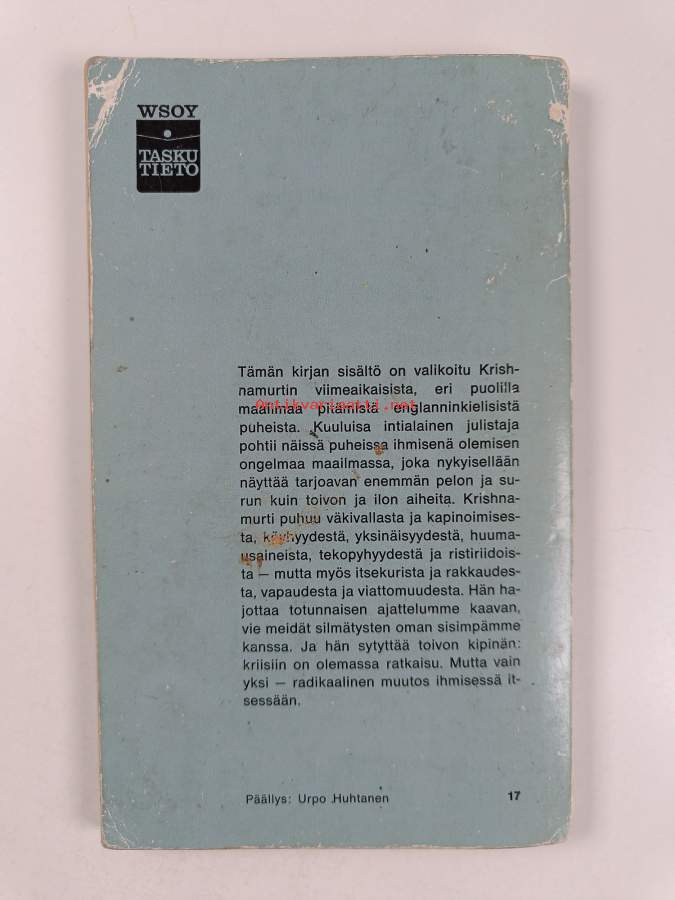 WSOY
TASKU
TIETO
Tämän kirjan sisältö on valikoitu Krish-
namurtin viimeaikaisista, eri puolilla
maailmaa pitämistä englanninkielisistä
puheista. Kuuluisa intialainen julistaja
pohtii näissä puheissa ihmisenä olemisen
ongelmaa maailmassa, joka nykyisellään
näyttää tarjoavan enemmän pelon ja su-
run kuin toivon ja ilon aiheita. Krishna-
murti puhuu väkivallasta ja kapinoimises-
ta, köyhyydestä, yksinäisyydestä, huuma-
usaineista, tekopyhyydestä ja ristiriidois-
ta — mutta myös itsekurista ja rakkaudes-
ta, vapaudesta ja viattomuudesta. Hän ha-
jottaa totunnaisen ajattelumme kaavan,
vie meidät silmätysten oman sisimpämme
kanssa. Ja hän sytyttää toivon kipinän:
kriisiin on olemassa ratkaisu. Mutta vain
yksi — radikaalinen muutos ihmisessä it-
sessään.
Antikvariaatti.net
Päällys: Urpo Huhtanen 17